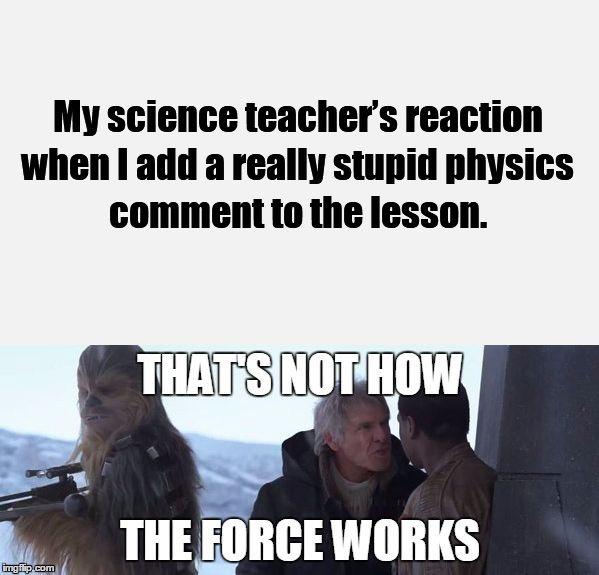 My science teacher’s reaction
when I add a really stupid physics
comment to the lesson.
THAT'S NOT HOW
THE FORCE WORKS
imgflip.com